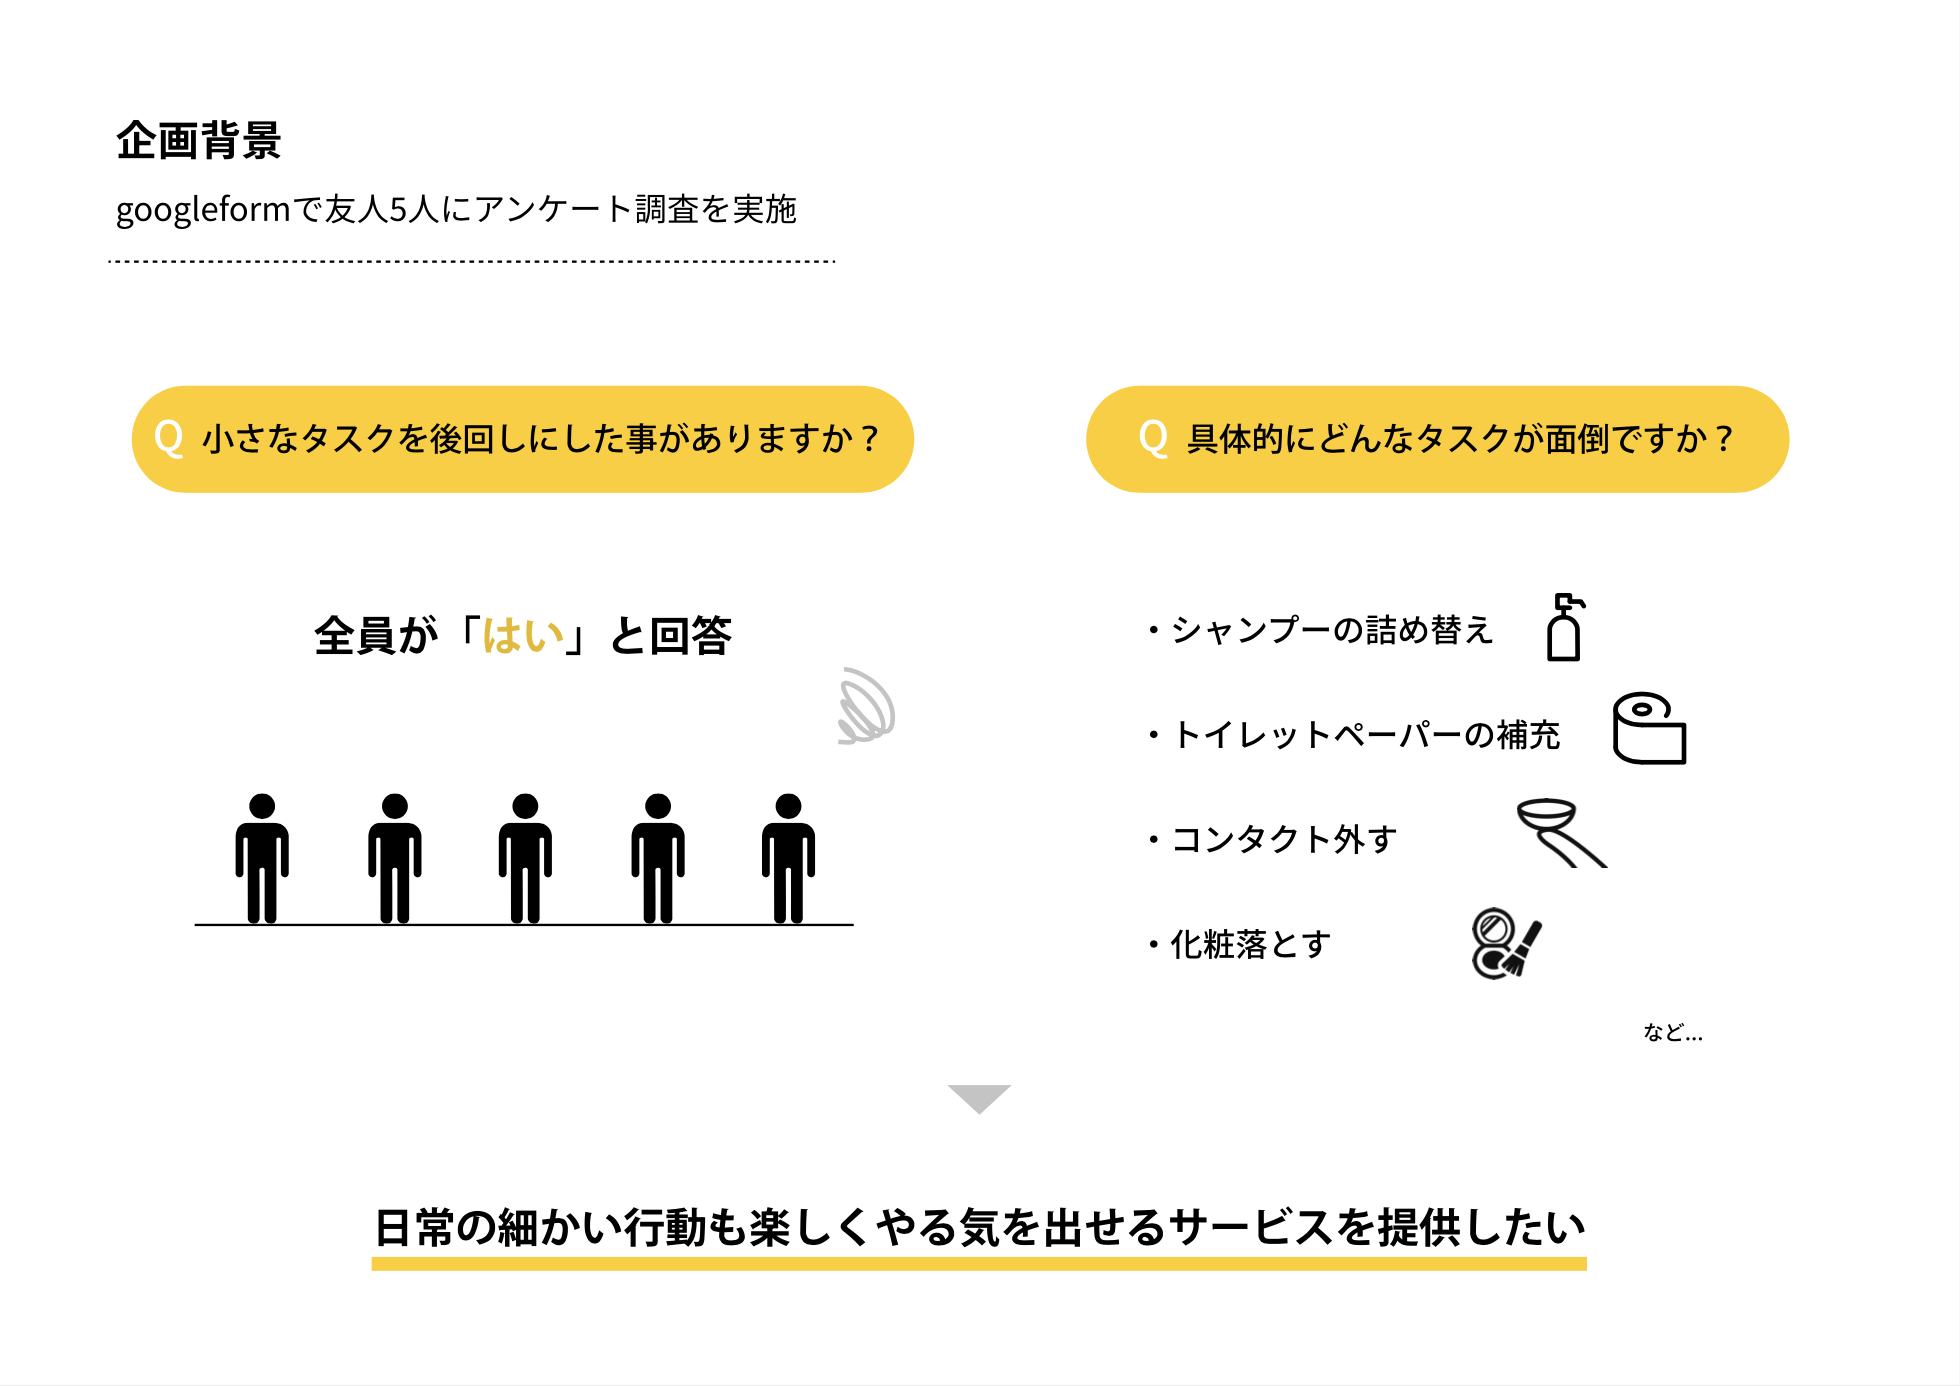 企画背景
googleformで友人5人にアンケート調査を実施
Q 小さなタスクを後回しにした事がありますか？
全員が「はい」と回答
Q 具体的にどんなタスクが面倒ですか？
・シャンプーの詰め替え
・トイレットペーパーの補充
・コンタクト外す
・化粧落とす
など...
日常の細かい行動も楽しくやる気を出せるサービスを提供したい